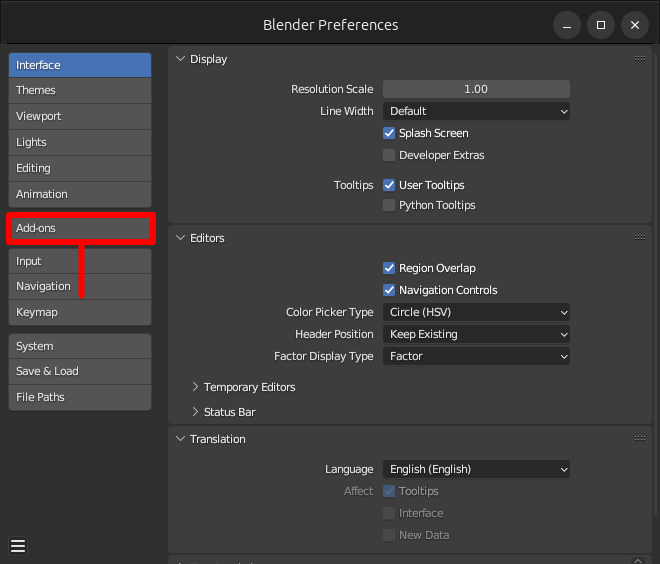 Blender Preferences
Interface
Themes
Viewport
Lights
Editing
Animation
Add-ons
Input
Navigation
Keymap
System
Save & Load
File Paths
Display
Resolution Scale 1.00
Line Width Default
Splash Screen
Developer Extras
Tooltips User Tooltips
Python Tooltips
Editors
Region Overlap
Navigation Controls
Color Picker Type Circle (HSV)
Header Position Keep Existing
Factor Display Type Factor
Temporary Editors
Status Bar
Translation
Language English (English)
Affect Tooltips
Interface
New Data